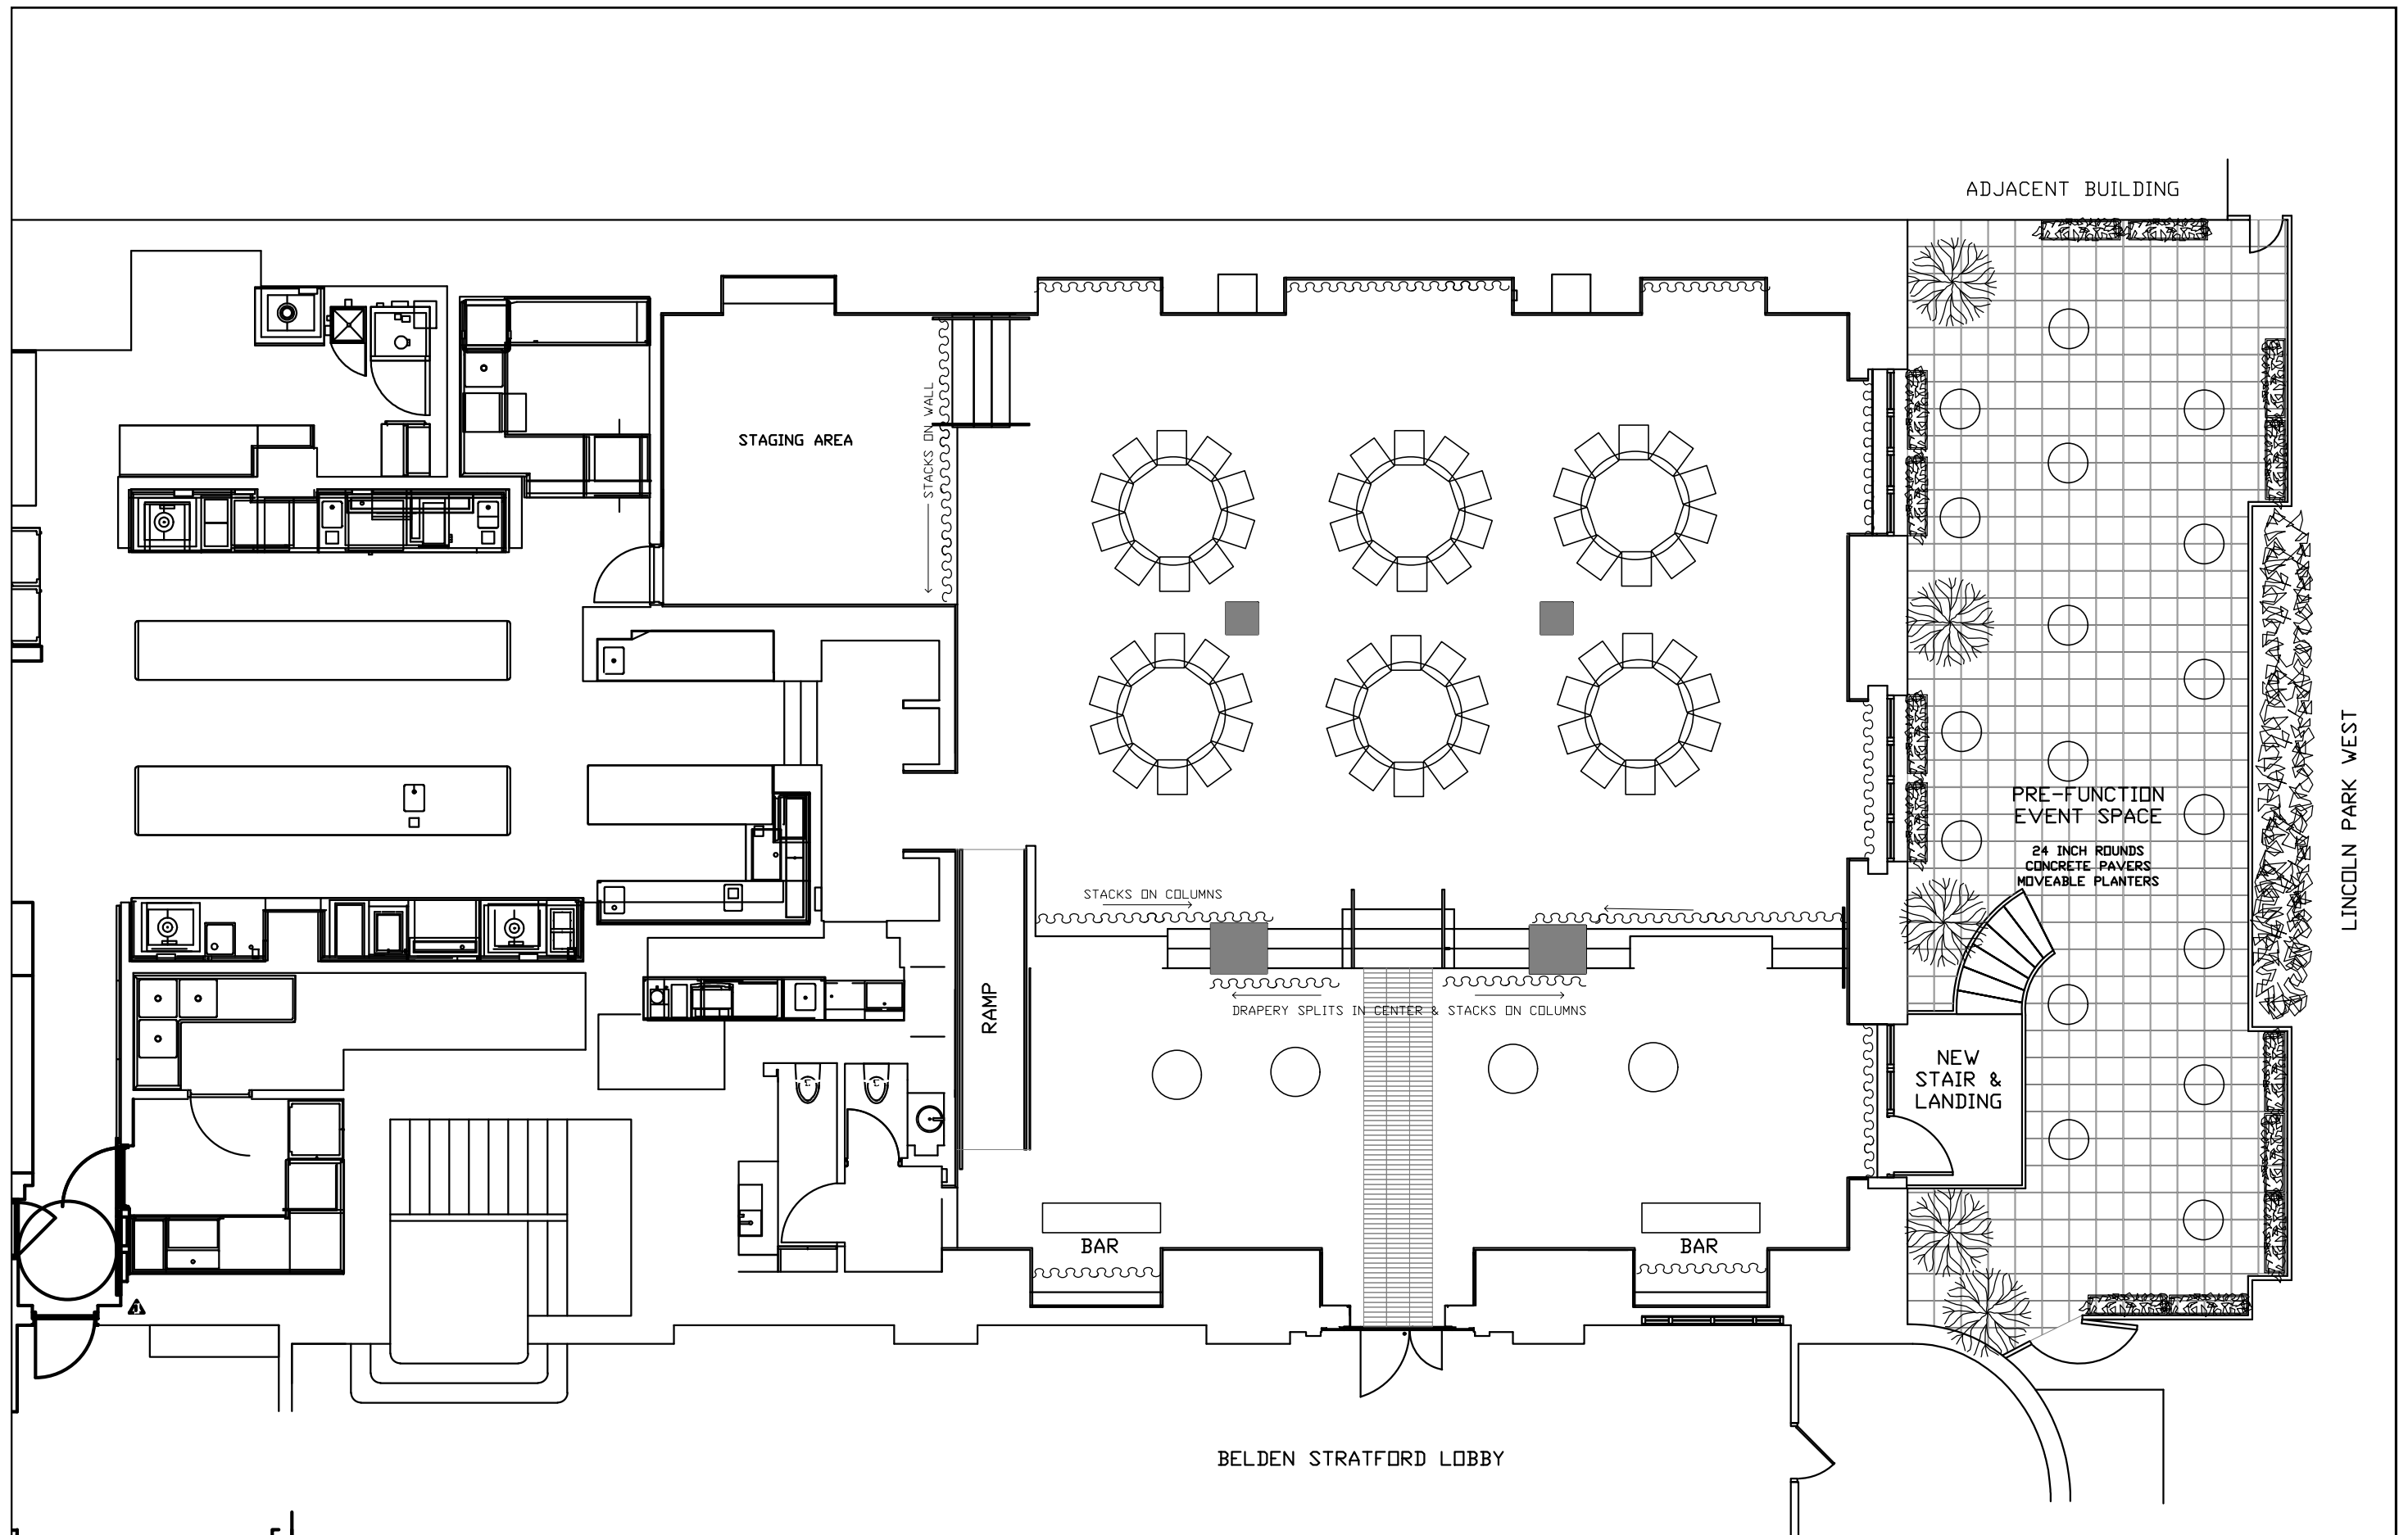 ADJACENT BUILDING
STAGING AREA
STACKS ON WALL
LINCOLN PARK WEST
PRE-FUNCTION
EVENT SPACE
24 INCH ROUNDS
CONCRETE PAVERS
MOVEABLE PLANTERS
STACKS ON COLUMNS
RAMP
DRAPERY SPLITS IN CENTER & STACKS ON COLUMNS
NEW
STAIR &
LANDING
BAR
BAR
BELDEN STRATFORD LOBBY